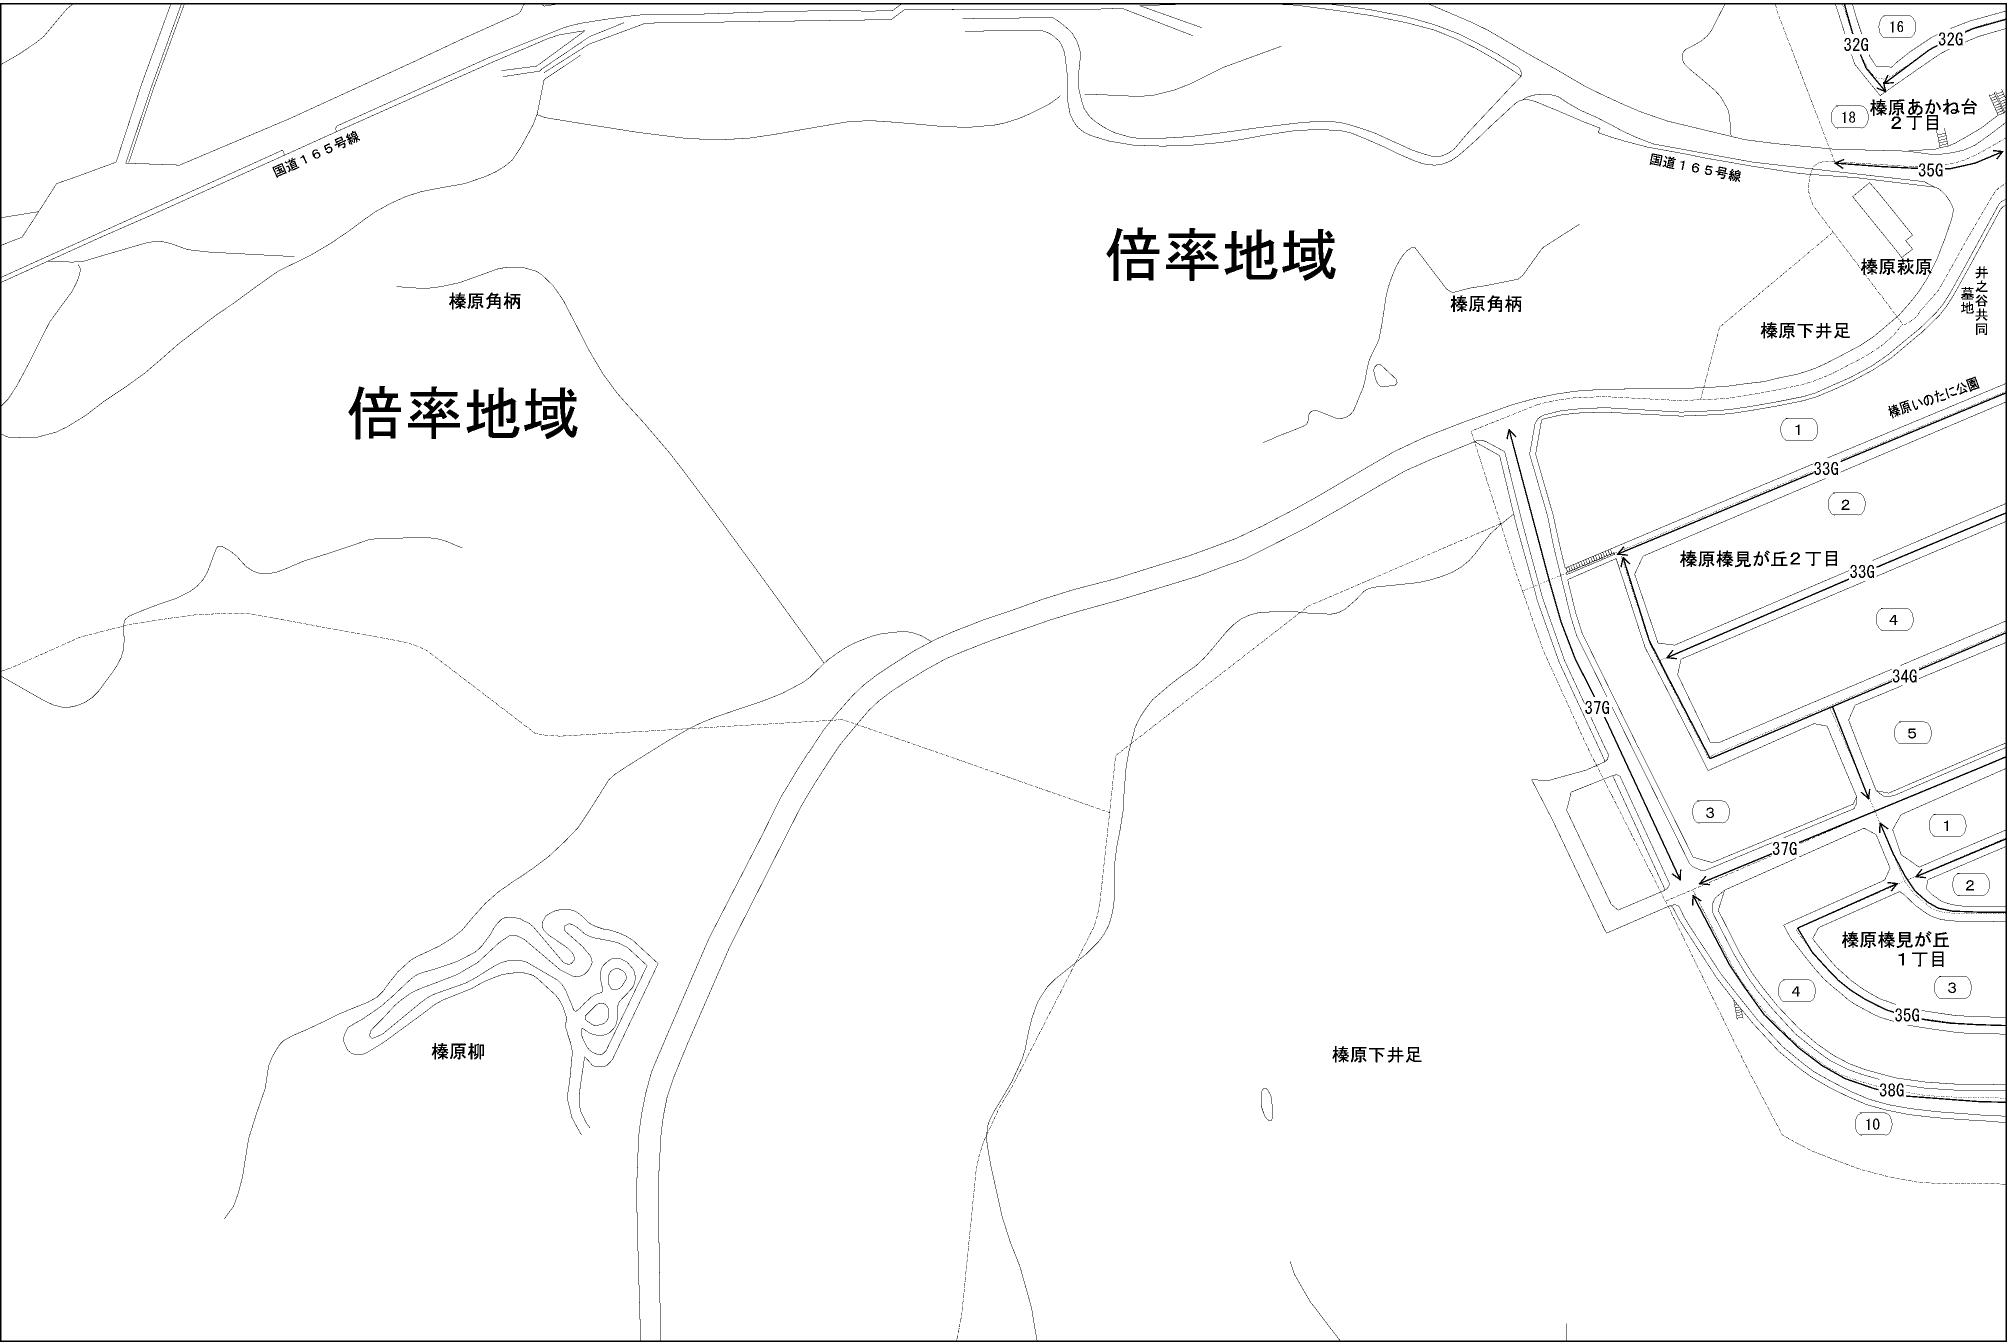 16
32G
32G
榛原あかね台
２丁目
18
国道１６５号線
国道１６５号線
35G
倍率地域
榛原萩原
井之谷共同
墓地
榛原角柄
榛原角柄
榛原下井足
倍率地域
榛原いのたに公園
1
33G
2
榛原榛見が丘２丁目
33G
4
34G
37G
5
3
1
37G
2
榛原榛見が丘
１丁目
3
4
35G
榛原柳
榛原下井足
38G
10